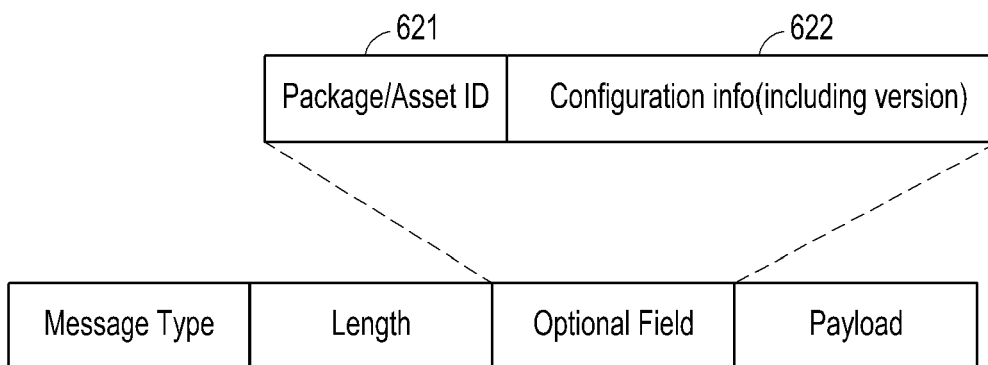 621
622
Package/Asset ID
Configuration info(including version)
Message Type
Length
Optional Field
Payload